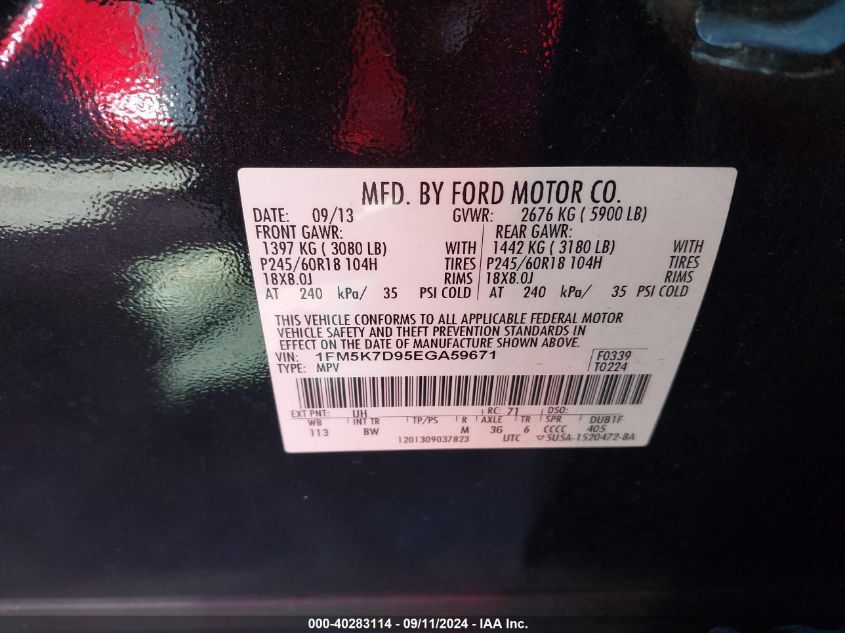 MFD. BY FORD MOTOR CO.
DATE: 09/13 GVWR: 2676 KG ( 5900 LB)
FRONT GAWR: REAR GAWR:
1397 KG ( 3080 LB) WITH 1442 KG ( 3180 LB) WITH
P245/60R18 104H TIRES P245/60R18 104H TIRES
18X8.0J RIMS 18X8.0J RIMS
AT 240 kPa/ 35 PSI COLD AT 240 kPa/ 35 PSI COLD
THIS VEHICLE CONFORMS TO ALL APPLICABLE FEDERAL MOTOR
VEHICLE SAFETY AND THEFT PREVENTION STANDARDS IN
EFFECT ON THE DATE OF MANUFACTURE SHOWN ABOVE.
VIN: 1FM5K7D95EGA59671 F0339
TYPE: MPV T0224
EXT PNT: UH RC: 71 DSO:
WB INT TR TP/PS R AXLE TR SPR DUB1F
113 BW M 3G 6 CCCC 405
1201309037823 UTC 5U5A-1520472-BA
000-40283114 - 09/11/2024 - IAA Inc.